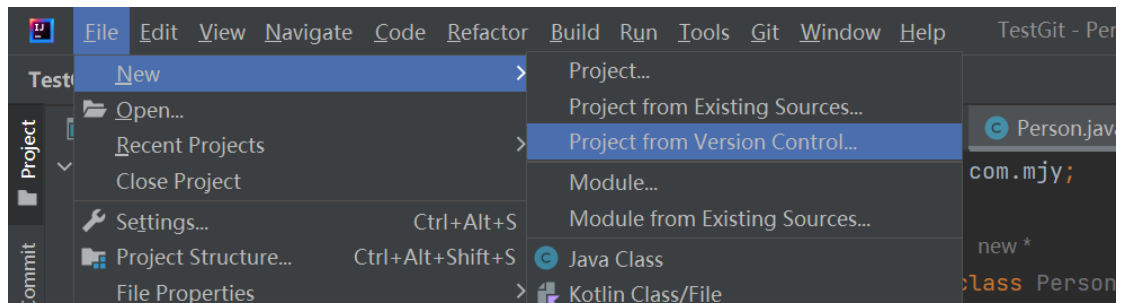 IJ File Edit View Navigate Code Refactor Build Run Tools Git Window Help TestGit - Per
New Project...
Open... Project from Existing Sources...
Recent Projects Project from Version Control...
Close Project Module...
Settings... Ctrl+Alt+S Module from Existing Sources...
Project Structure... Ctrl+Alt+Shift+S Java Class
File Properties Kotlin Class/File
TestG
Project
Commit
Person.java
com.mjy;
new *
class Person